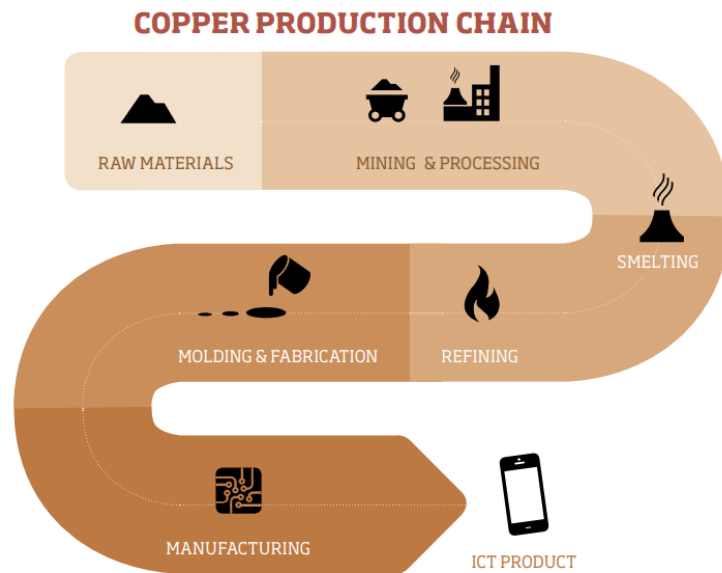 COPPER PRODUCTION CHAIN
RAW MATERIALS
MINING & PROCESSING
SMELTING
MOLDING & FABRICATION
REFINING
MANUFACTURING
ICT PRODUCT